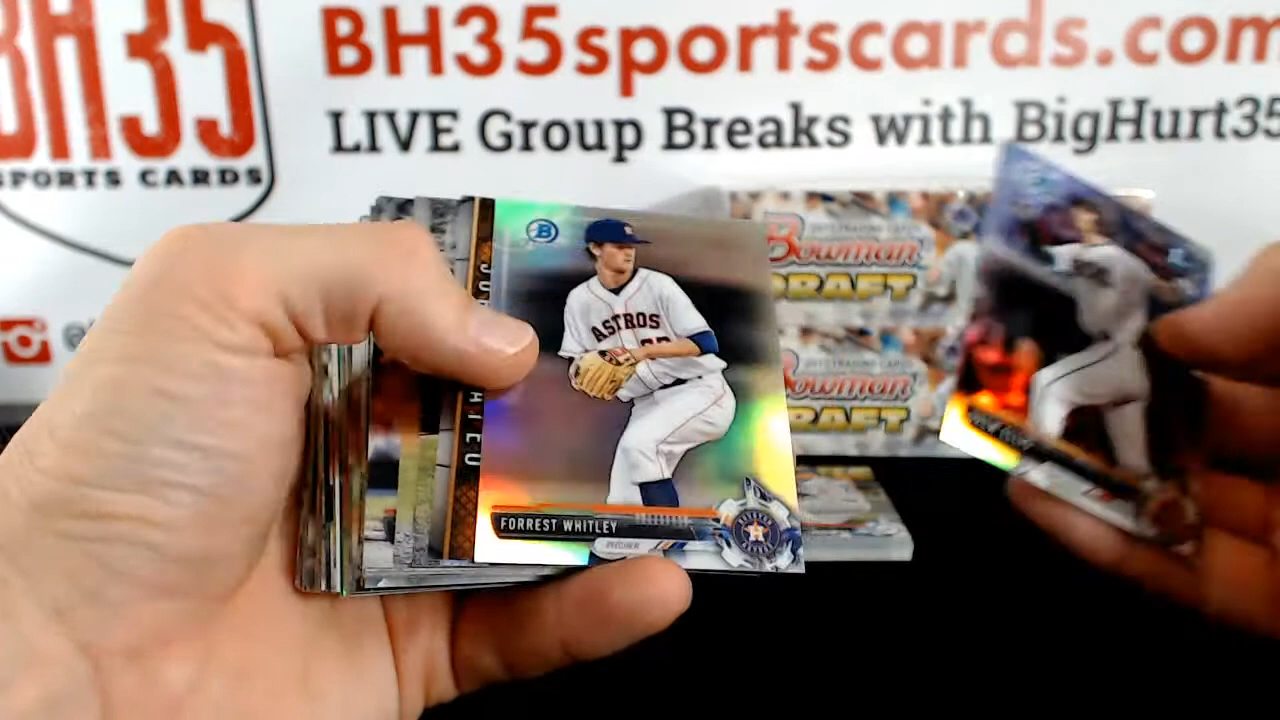 BH35
SPORTS CARDS
BH35sportscards.com
LIVE Group Breaks with BigHurt35
Bowman
DRAFT
Bowman
DRAFT
B
ASTROS
FORREST WHITLEY
PITCHER